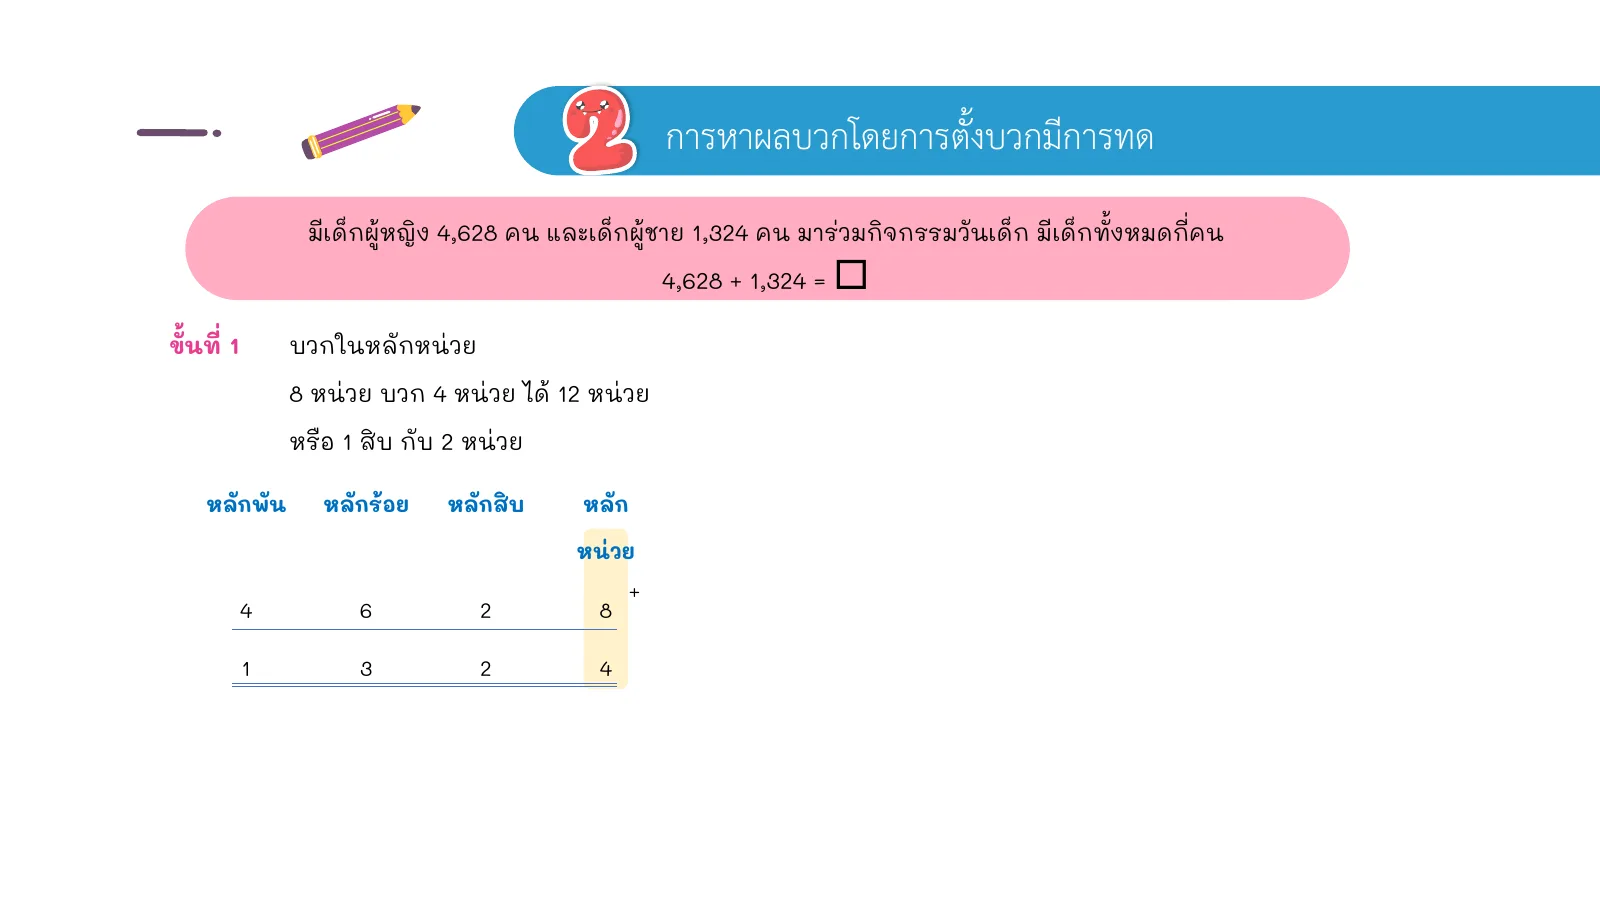 2
การหาผลบวกโดยการตั้งบวกมีการทด
มีเด็กผู้หญิง 4,628 คน และเด็กผู้ชาย 1,324 คน มาร่วมกิจกรรมวันเด็ก มีเด็กทั้งหมดกี่คน
4,628 + 1,324 = □
ขั้นที่ 1 บวกในหลักหน่วย
8 หน่วย บวก 4 หน่วย ได้ 12 หน่วย
หรือ 1 สิบ กับ 2 หน่วย
หลักพัน หลักร้อย หลักสิบ หลัก
หน่วย
+
4 6 2 8
1 3 2 4